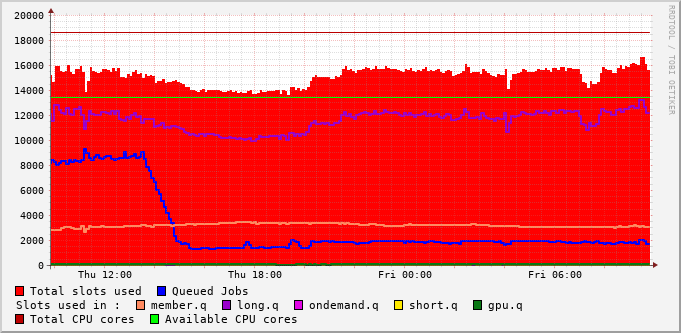 20000
18000
16000
14000
12000
10000
8000
6000
4000
2000
0
Thu 12:00 Thu 18:00 Fri 00:00 Fri 06:00
Total slots used Queued Jobs
Slots used in : member.q long.q ondemand.q short.q gpu.q
Total CPU cores Available CPU cores
RRDTOOL / TOBI OETIKER